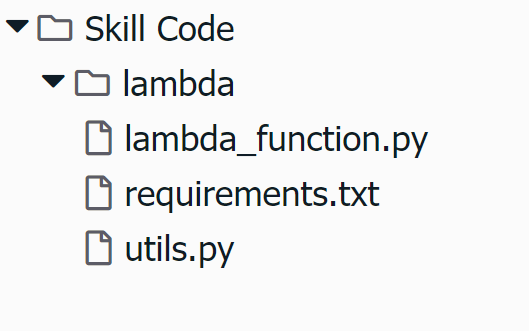 Skill Code
lambda
lambda_function.py
requirements.txt
utils.py